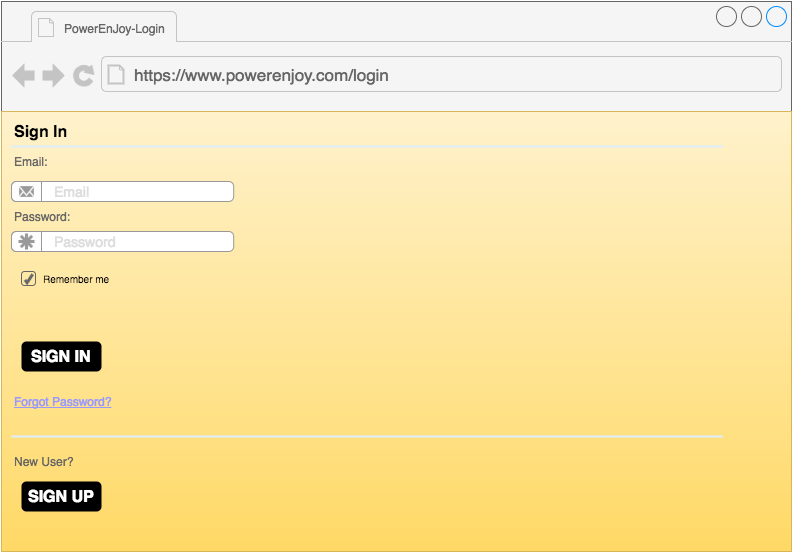 PowerEnJoy-Login
https://www.powerenjoy.com/login
Sign In
Email:
Email
Password:
Password
Remember me
SIGN IN
Forgot Password?
New User?
SIGN UP